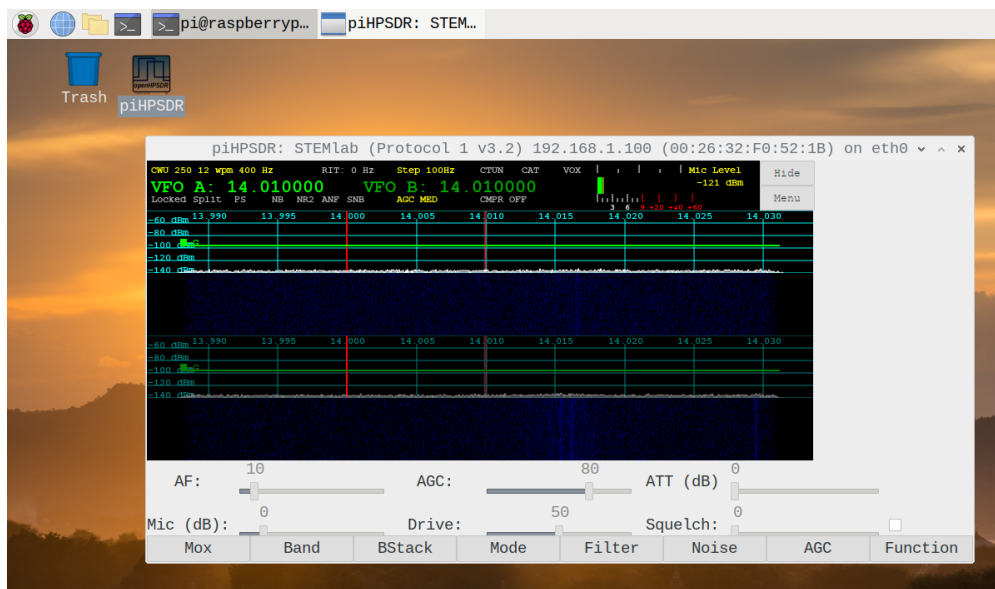 pi@raspberryp… piHPSDR: STEM…
Trash
openHPSDR
piHPSDR
piHPSDR: STEMlab (Protocol 1 v3.2) 192.168.1.100 (00:26:32:F0:52:1B) on eth0
CWU 250 12 wpm 400 Hz RIT: 0 Hz Step 100Hz CTUN CAT VOX Mic Level
Hide
VFO A: 14.010000 VFO B: 14.010000 -121 dBm
Locked Split PS NB NR2 ANF SNB AGC MED CMPR OFF
Menu
3 6 9 +20 +40 +60
-60 dBm 13.990 13.995 14.000 14.005 14.010 14.015 14.020 14.025 14.030
-80 dBm
-100 dBm
-140 dBm
-60 dBm 13.990 13.995 14.000 14.005 14.010 14.015 14.020 14.025 14.030
-80 dBm
-100 dBm
-120 dBm
-140 dBm
10 80 0
AF: AGC: ATT (dB)
0 50 0
Mic (dB): Drive: Squelch:
Mox Band BStack Mode Filter Noise AGC Function